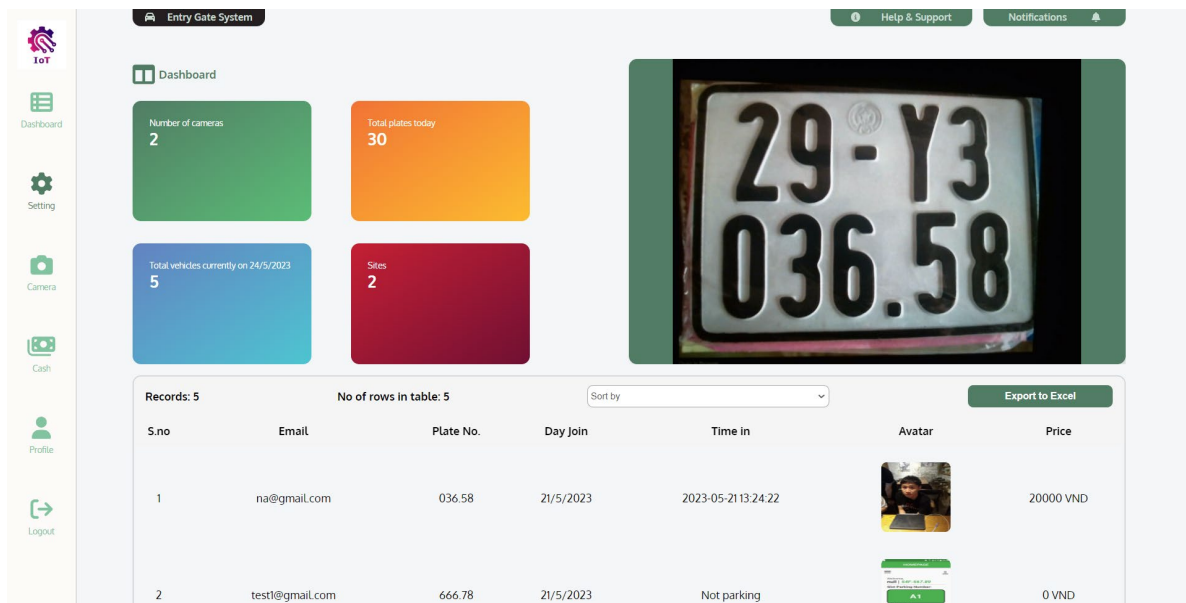 Entry Gate System
Help & Support
Notifications
IoT
Dashboard
Setting
Camera
Cash
Profile
Logout
Dashboard
Number of cameras
2
Total plates today
30
Total vehicles currently on 24/5/2023
5
Sites
2
29-Y3
036.58
Records: 5 No of rows in table: 5 Sort by Export to Excel
S.no Email Plate No. Day Join Time in Avatar Price
1 na@gmail.com 036.58 21/5/2023 2023-05-21 13:24:22 20000 VND
2 test1@gmail.com 666.78 21/5/2023 Not parking 0 VND
A1